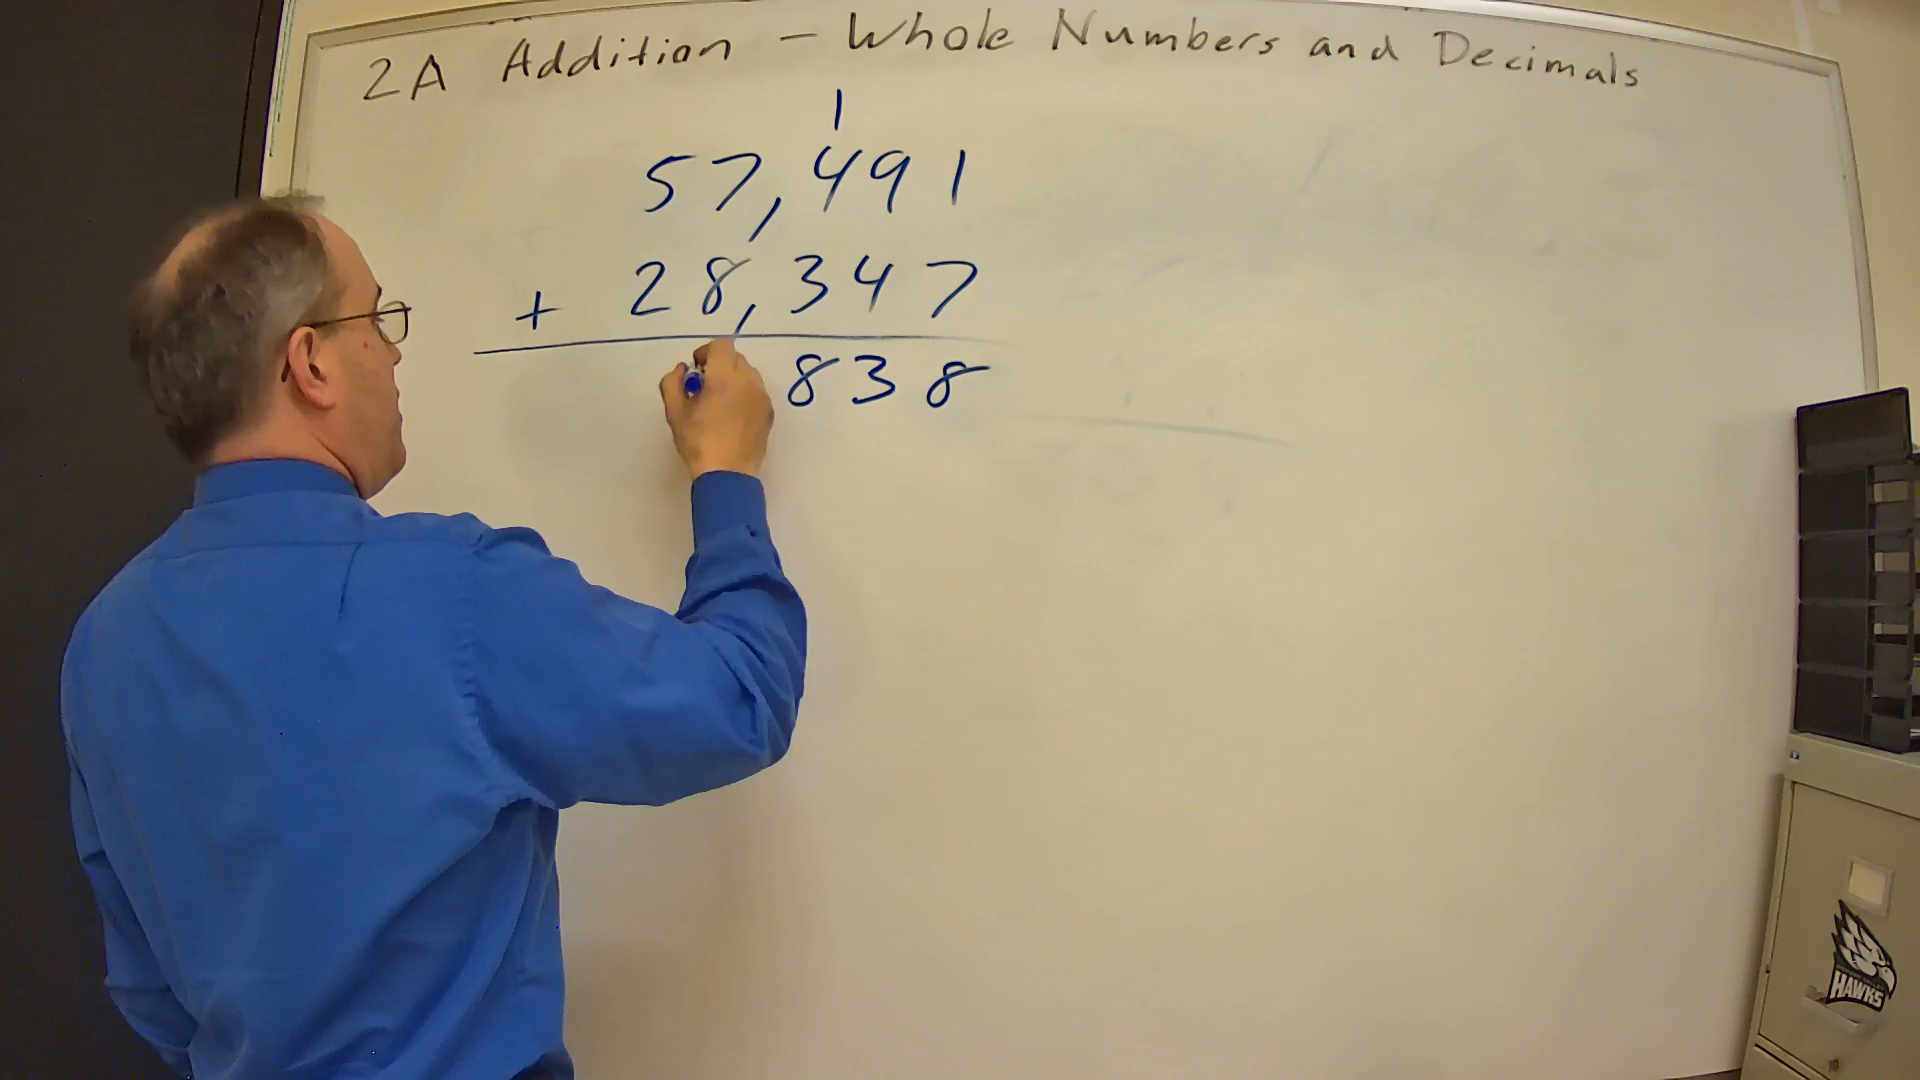 2A Addition - Whole Numbers and Decimals
1
57,491
+ 28,347
838
HAWKS